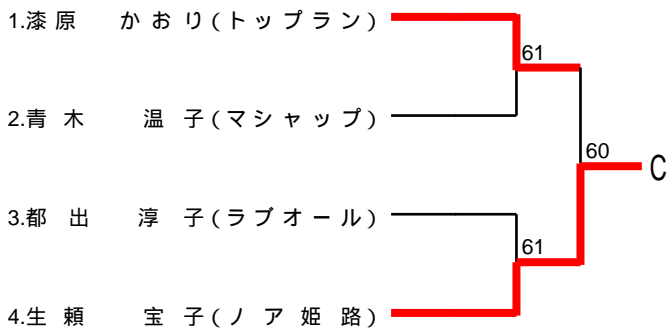 1.漆原 かおり(トップラン)
61
2.青木 温子(マシャップ)
60
C
3.都出 淳子(ラブオール)
61
4.生頼 宝子(ノア姫路)